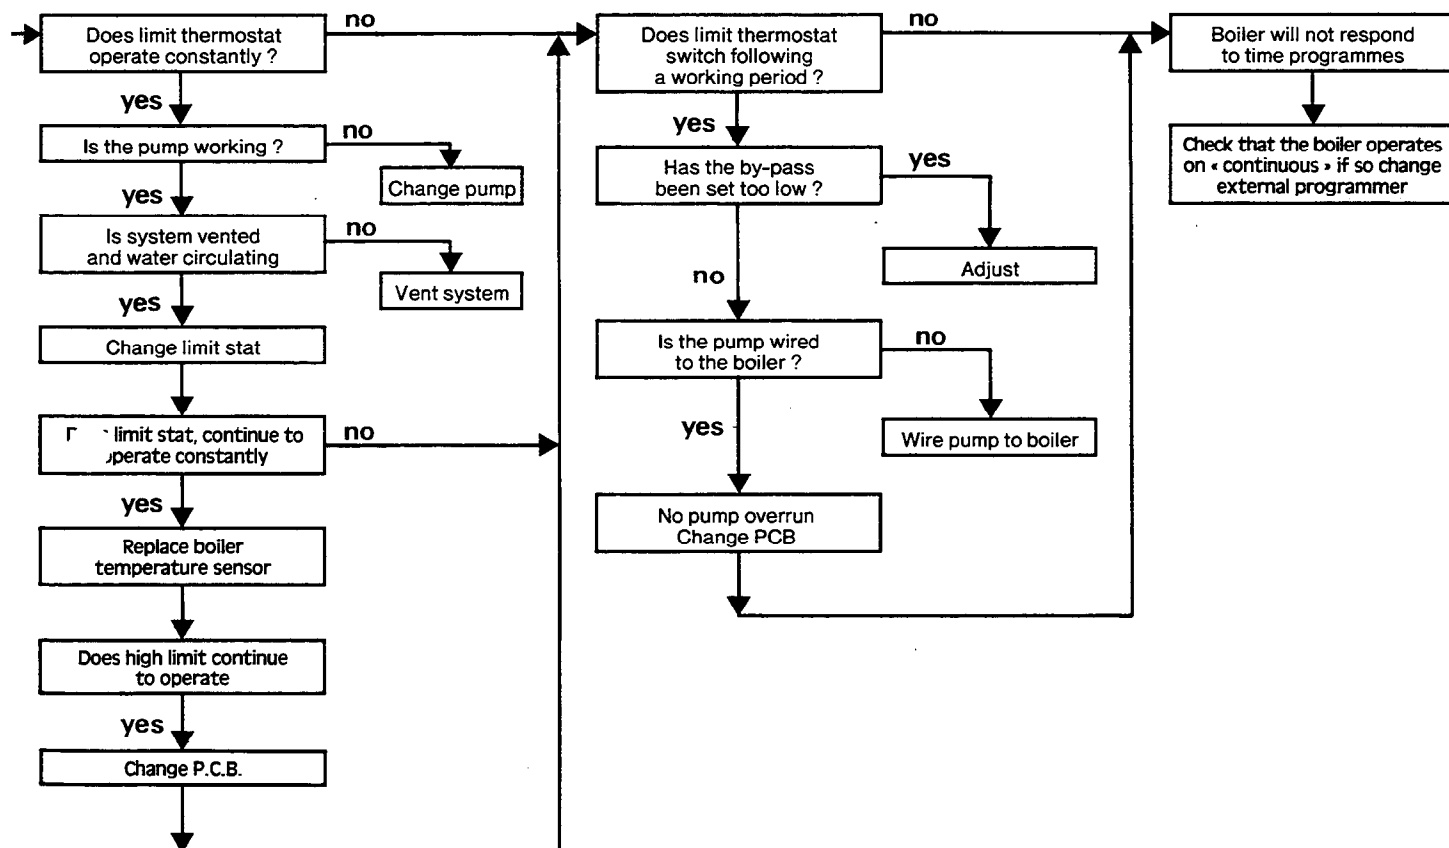 Does limit thermostat
operate constantly ?
no
yes
Is the pump working ?
no
Change pump
yes
Is system vented
and water circulating
no
Vent system
yes
Change limit stat
limit stat, continue to
operate constantly
no
yes
Replace boiler
temperature sensor
Does high limit continue
to operate
yes
Change P.C.B.
Does limit thermostat
switch following
a working period ?
no
yes
Has the by-pass
been set too low ?
yes
Adjust
no
Is the pump wired
to the boiler ?
no
Wire pump to boiler
yes
No pump overrun
Change PCB
Boiler will not respond
to time programmes
Check that the boiler operates
on « continuous » if so change
external programmer